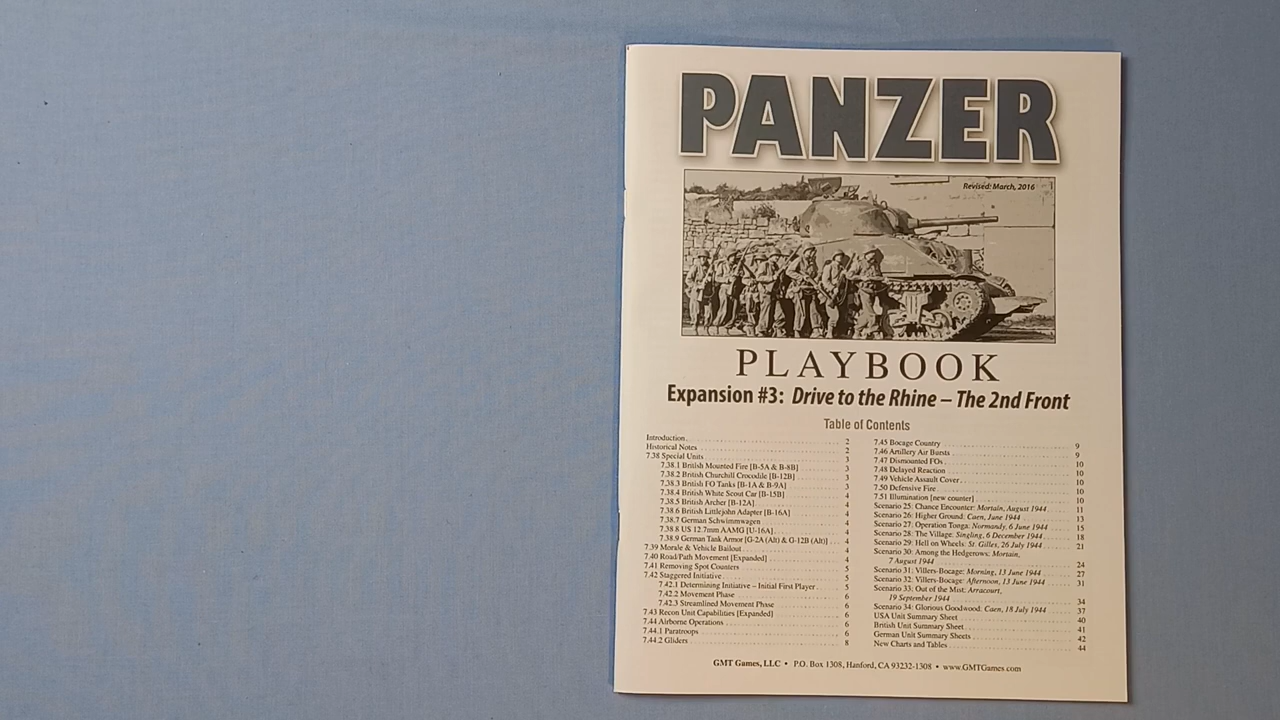 PANZER
Revised: March, 2016
PLAYBOOK
Expansion #3: Drive to the Rhine – The 2nd Front
Table of Contents
Introduction 2
Historical Notes 2
7.38 Special Units 3
7.38.1 British Mounted Fire [B-5A & B-8B] 3
7.38.2 British Churchill Crocodile [B-12B] 3
7.38.3 British FO Tanks [B-1A & B-9A] 3
7.38.4 British White Scout Car [B-15B] 4
7.38.5 British Archer [B-12A] 4
7.38.6 British Littlejohn Adapter [B-16A] 4
7.38.7 German Schwimmwagen 4
7.38.8 US 12.7mm AAMG [U-16A] 4
7.38.9 German Tank Armor [G-2A (Alt) & G-12B (Alt)] 4
7.39 Morale & Vehicle Bailout 4
7.40 Road/Path Movement [Expanded] 4
7.41 Removing Spot Counters 5
7.42 Staggered Initiative 5
7.42.1 Determining Initiative – Initial First Player 5
7.42.2 Movement Phase 6
7.42.3 Streamlined Movement Phase 6
7.43 Recon Unit Capabilities [Expanded] 6
7.44 Airborne Operations 6
7.44.1 Paratroops 6
7.44.2 Gliders 8
7.45 Bocage Country 9
7.46 Artillery Air Bursts 9
7.47 Dismounted FOs 10
7.48 Delayed Reaction 10
7.49 Vehicle Assault Cover 10
7.50 Defensive Fire 10
7.51 Illumination [new counter] 10
Scenario 25: Chance Encounter: Mortain, August 1944 11
Scenario 26: Higher Ground: Caen, June 1944 13
Scenario 27: Operation Tonga: Normandy, 6 June 1944 15
Scenario 28: The Village: Singling, 6 December 1944 18
Scenario 29: Hell on Wheels: St. Gilles, 26 July 1944 21
Scenario 30: Among the Hedgerows: Mortain,
7 August 1944 24
Scenario 31: Villers-Bocage: Morning, 13 June 1944 27
Scenario 32: Villers-Bocage: Afternoon, 13 June 1944 31
Scenario 33: Out of the Mist: Arracourt,
19 September 1944 34
Scenario 34: Glorious Goodwood: Caen, 18 July 1944 37
USA Unit Summary Sheet 40
British Unit Summary Sheet 41
German Unit Summary Sheets 42
New Charts and Tables 44
GMT Games, LLC • P.O. Box 1308, Hanford, CA 93232-1308 • www.GMTGames.com